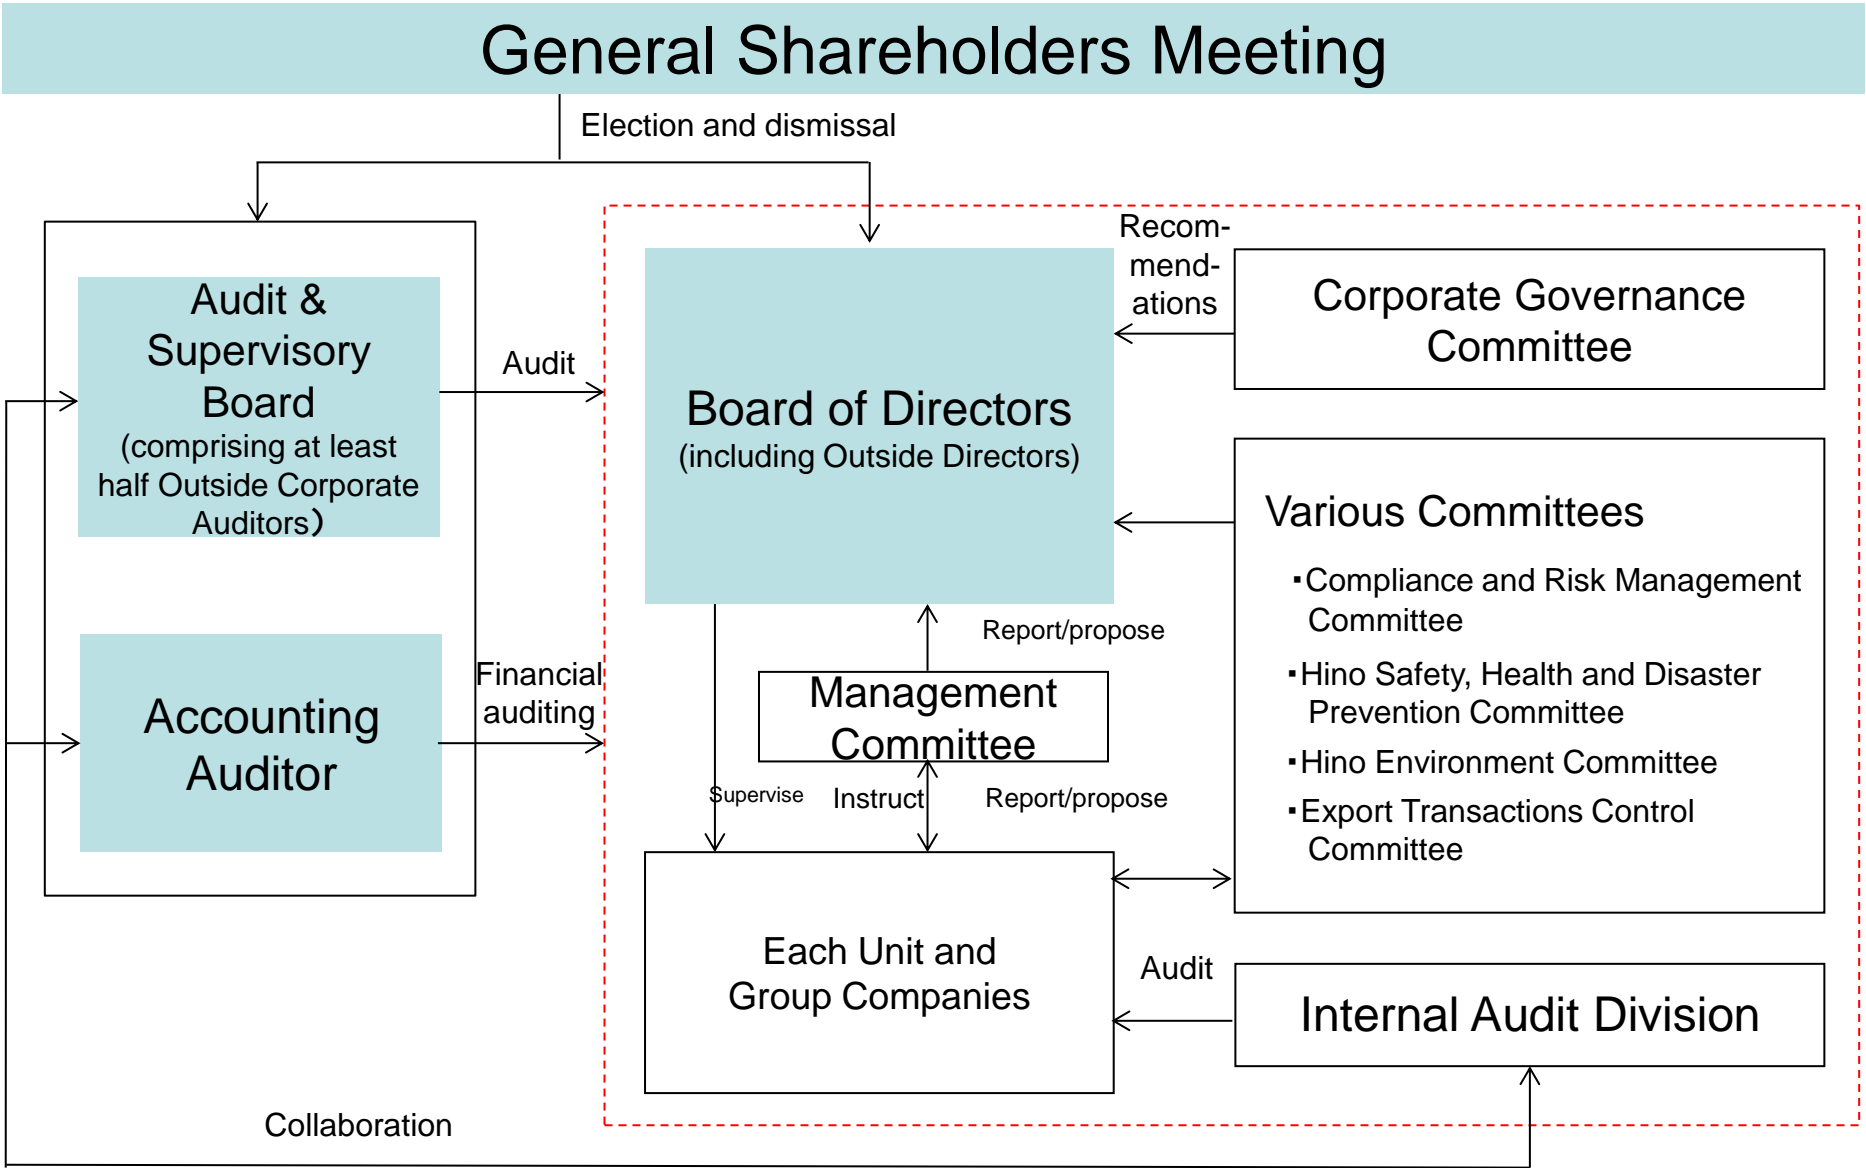 General Shareholders Meeting
Election and dismissal
Audit &
Supervisory
Board
(comprising at least
half Outside Corporate
Auditors）
Audit
Accounting
Auditor
Financial
auditing
Board of Directors
(including Outside Directors)
Recom-
mend-
ations
Corporate Governance
Committee
Various Committees
・Compliance and Risk Management
Committee
・Hino Safety, Health and Disaster
Prevention Committee
・Hino Environment Committee
・Export Transactions Control
Committee
Report/propose
Management
Committee
Supervise
Instruct
Report/propose
Each Unit and
Group Companies
Audit
Internal Audit Division
Collaboration